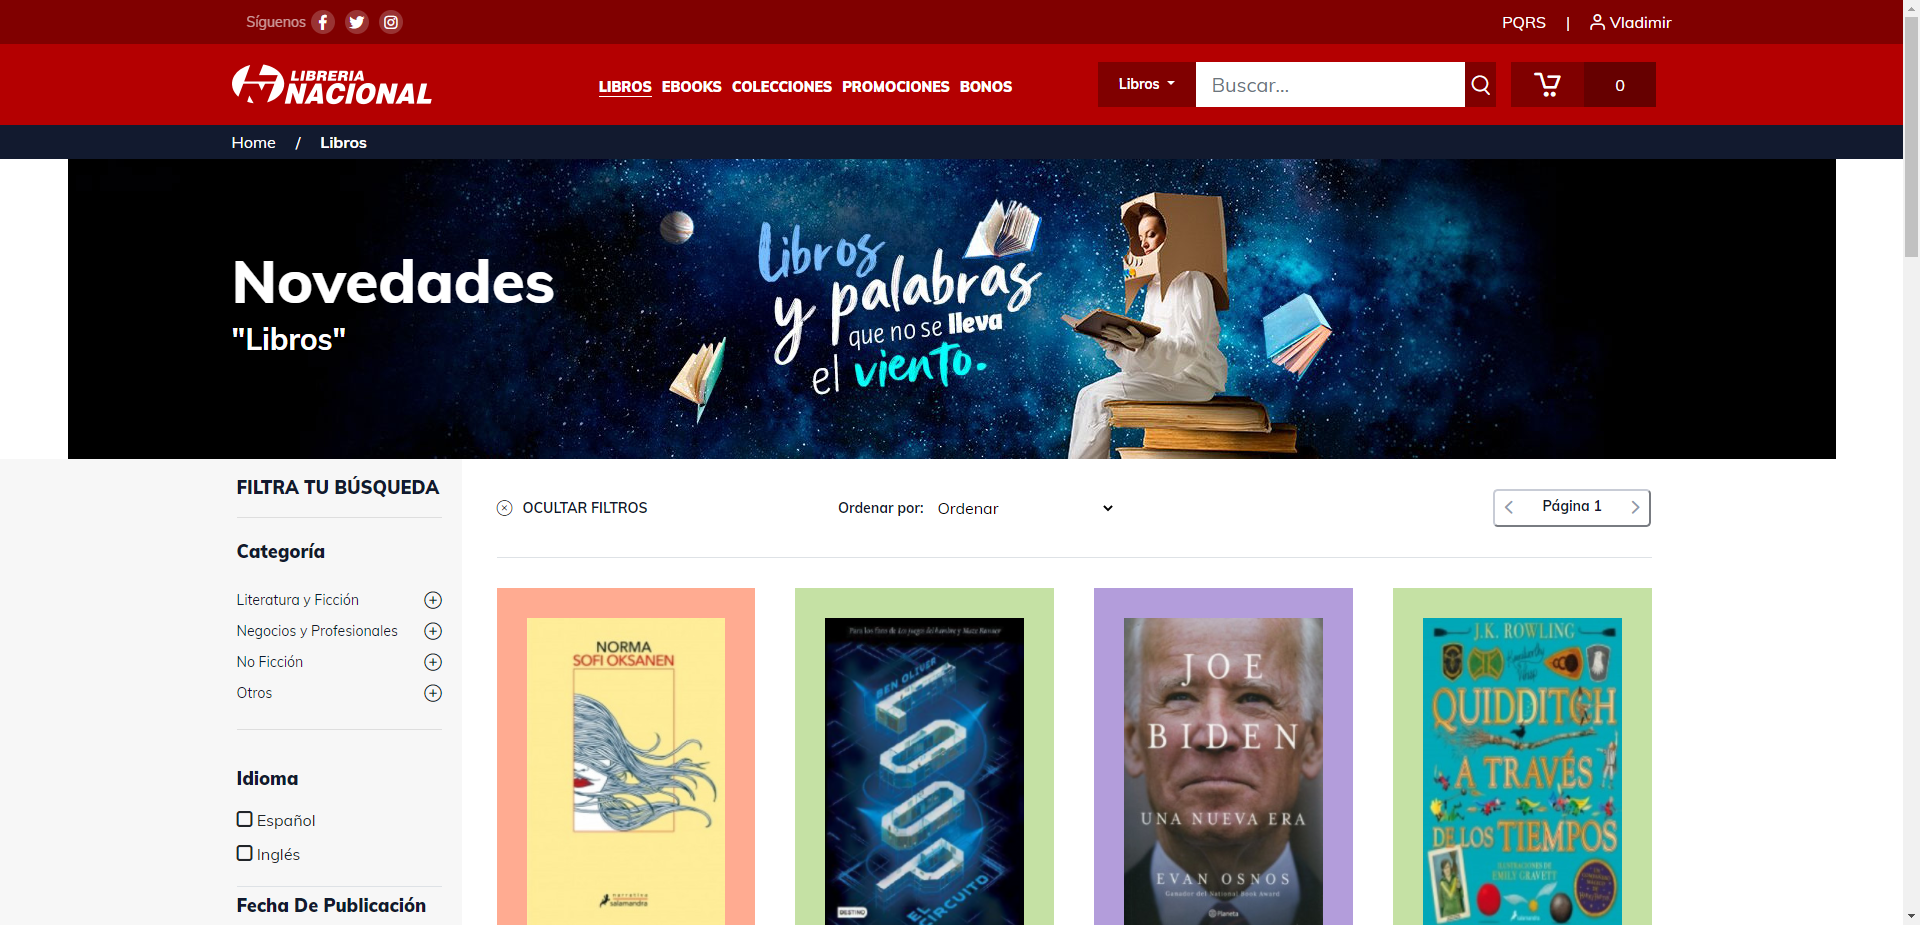 Síguenos
PQRS | Vladimir
LIBRERIA
NACIONAL
LIBROS EBOOKS COLECCIONES PROMOCIONES BONOS
Libros
Buscar...
0
Home / Libros
Novedades
"Libros"
Libros
y palabras
que no se lleva
el viento.
FILTRA TU BÚSQUEDA
OCULTAR FILTROS
Ordenar por: Ordenar
Página 1
Categoría
Literatura y Ficción
Negocios y Profesionales
No Ficción
Otros
Idioma
Español
Inglés
Fecha De Publicación
NORMA
SOFI OKSANEN
narrativa
salamandra
Para los fans de Los juegos del hambre y Maze Runner
BEN OLIVER
LOOP
EL CIRCUITO
DESTINO
JOE
BIDEN
UNA NUEVA ERA
EVAN OSNOS
Ganador del National Book Award
Planeta
J.K. ROWLING
QUIDDITCH
A TRAVÉS
DE LOS TIEMPOS
ILUSTRACIONES DE
EMILY GRAVETT
salamandra